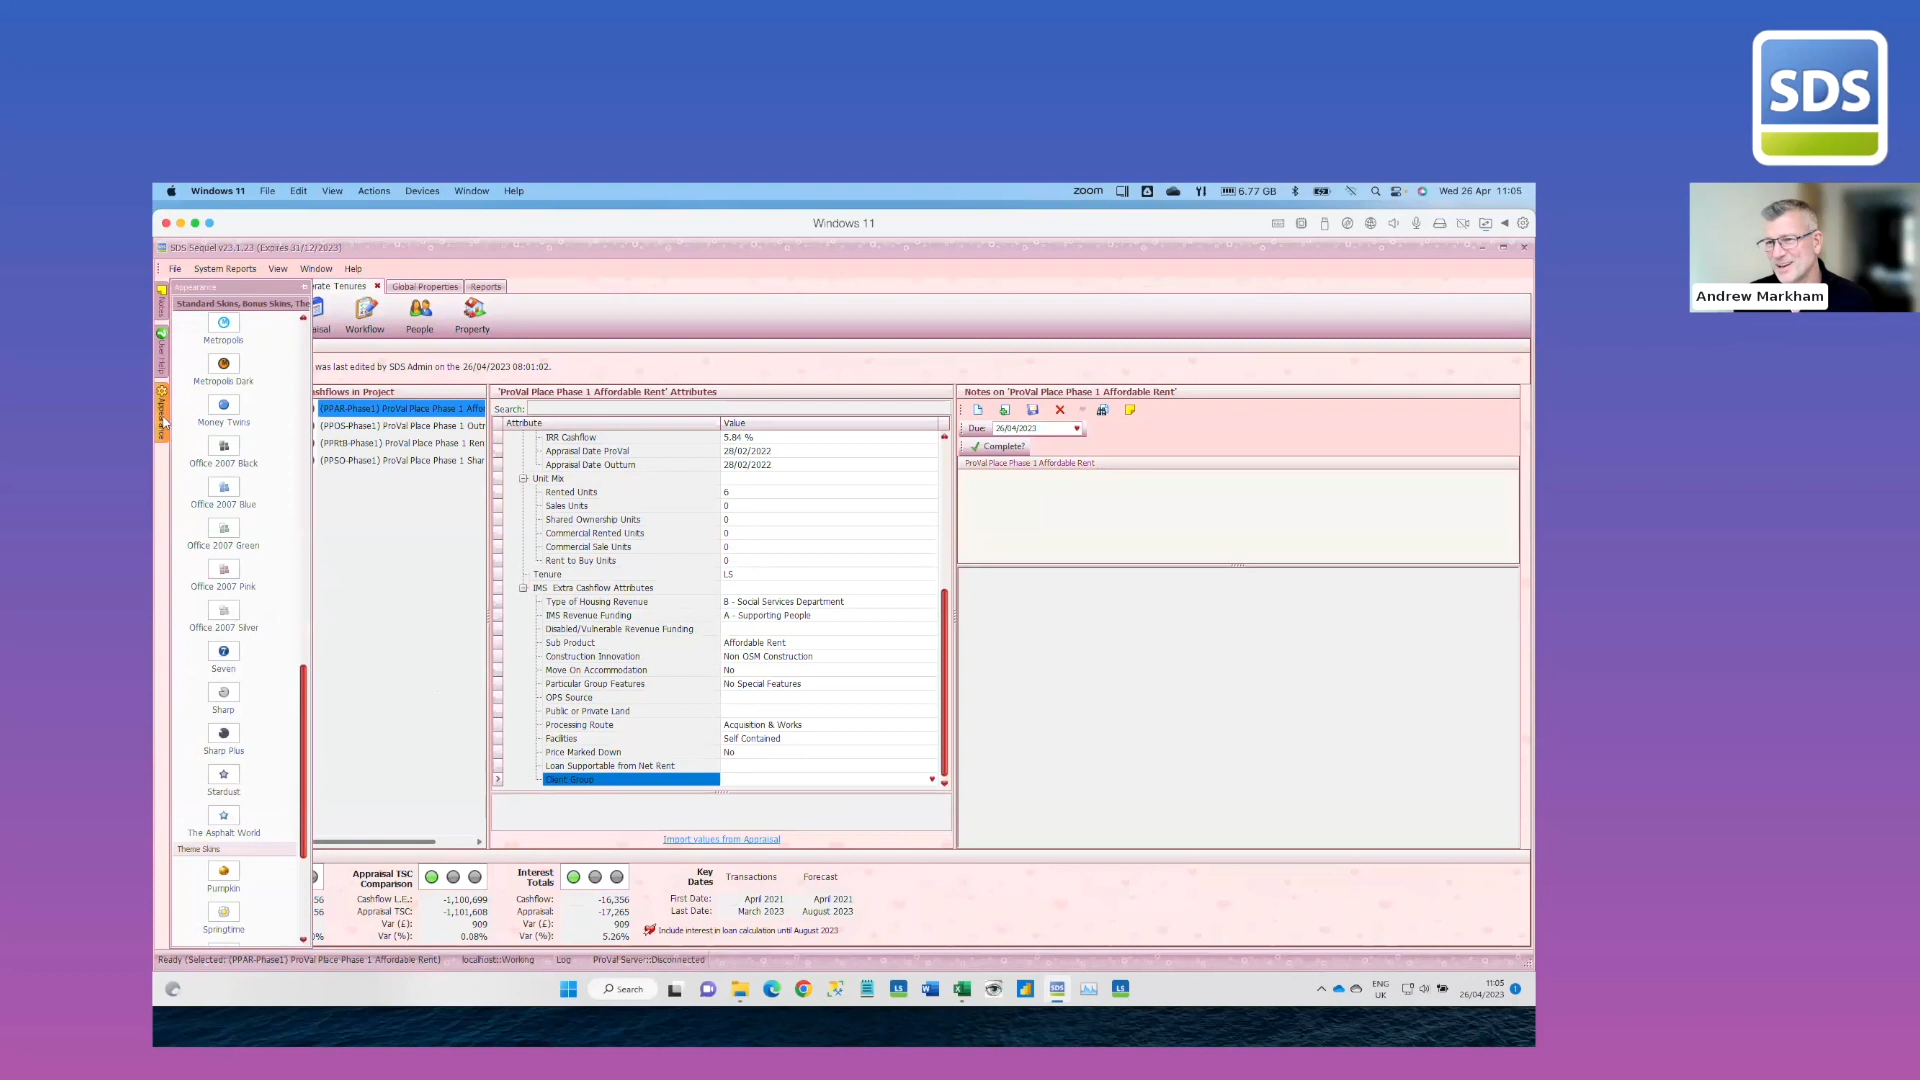 SDS
Windows 11 File Edit View Actions Devices Window Help
zoom 6.77 GB Wed 26 Apr 11:05
Windows 11
SDS Sequel v23.1.23 (Expires 31/12/2023)
File System Reports View Window Help
Appearance
Tenures
Global Properties
Reports
Standard Skins, Bonus Skins, The
Notes
User Help
Appearance
Metropolis
Metropolis Dark
Money Twins
Office 2007 Black
Office 2007 Blue
Office 2007 Green
Office 2007 Pink
Office 2007 Silver
Seven
Sharp
Sharp Plus
Stardust
The Asphalt World
Theme Skins
Pumpkin
Springtime
Workflow
People
Property
was last edited by SDS Admin on the 26/04/2023 08:01:02.
in Project
(PPAR-Phase1) ProVal Place Phase 1 Affo
(PPOS-Phase1) ProVal Place Phase 1 Outr
(PPRtB-Phase1) ProVal Place Phase 1 Ren
(PPSO-Phase1) ProVal Place Phase 1 Shar
'ProVal Place Phase 1 Affordable Rent' Attributes
Search:
Attribute Value
IRR Cashflow 5.84 %
Appraisal Date ProVal 28/02/2022
Appraisal Date Outturn 28/02/2022
Unit Mix
Rented Units 6
Sales Units 0
Shared Ownership Units 0
Commercial Rented Units 0
Commercial Sale Units 0
Rent to Buy Units 0
Tenure LS
IMS Extra Cashflow Attributes
Type of Housing Revenue B - Social Services Department
IMS Revenue Funding A - Supporting People
Disabled/Vulnerable Revenue Funding
Sub Product Affordable Rent
Construction Innovation Non OSM Construction
Move On Accommodation No
Particular Group Features No Special Features
OPS Source
Public or Private Land
Processing Route Acquisition & Works
Facilities Self Contained
Price Marked Down No
Loan Supportable from Net Rent
Client Group
Import values from Appraisal
Notes on 'ProVal Place Phase 1 Affordable Rent'
Due: 26/04/2023
Complete?
ProVal Place Phase 1 Affordable Rent
Appraisal TSC Comparison
Cashflow L.E.: -1,100,699
Appraisal TSC: -1,101,608
Var (£): 909
Var (%): 0.08%
Interest Totals
Cashflow: -16,356
Appraisal: -17,265
Var (£): 909
Var (%): 5.26%
Key Dates Transactions Forecast
First Date: April 2021 April 2021
Last Date: March 2023 August 2023
Include interest in loan calculation until August 2023
Ready (Selected: (PPAR-Phase1) ProVal Place Phase 1 Affordable Rent) localhost::Working Log ProVal Server::Disconnected
Search
LS
SDS
LS
ENG
UK
11:05
26/04/2023
1
Andrew Markham